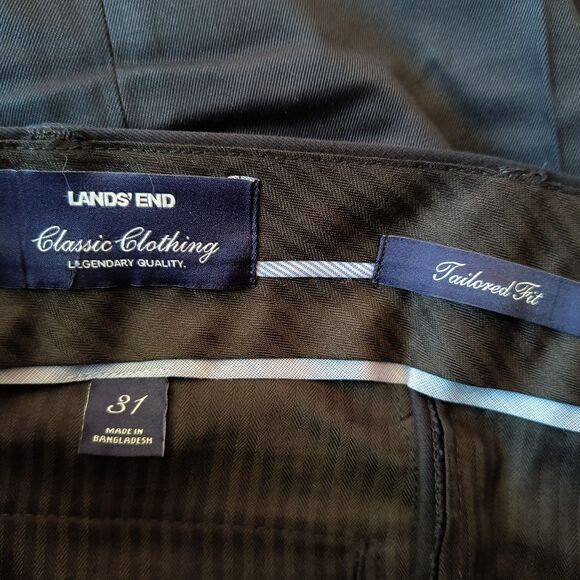 LANDS' END
Classic Clothing
LEGENDARY QUALITY.
Tailored Fit
31
MADE IN
BANGLADESH